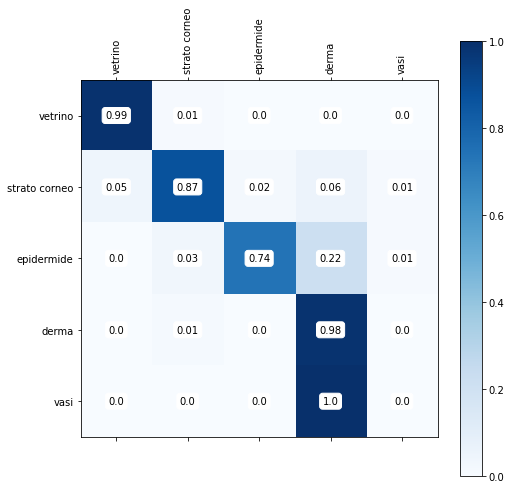 vetrino strato corneo epidermide derma vasi
vetrino 0.99 0.01 0.0 0.0 0.0
strato corneo 0.05 0.87 0.02 0.06 0.01
epidermide 0.0 0.03 0.74 0.22 0.01
derma 0.0 0.01 0.0 0.98 0.0
vasi 0.0 0.0 0.0 1.0 0.0
1.0
0.8
0.6
0.4
0.2
0.0